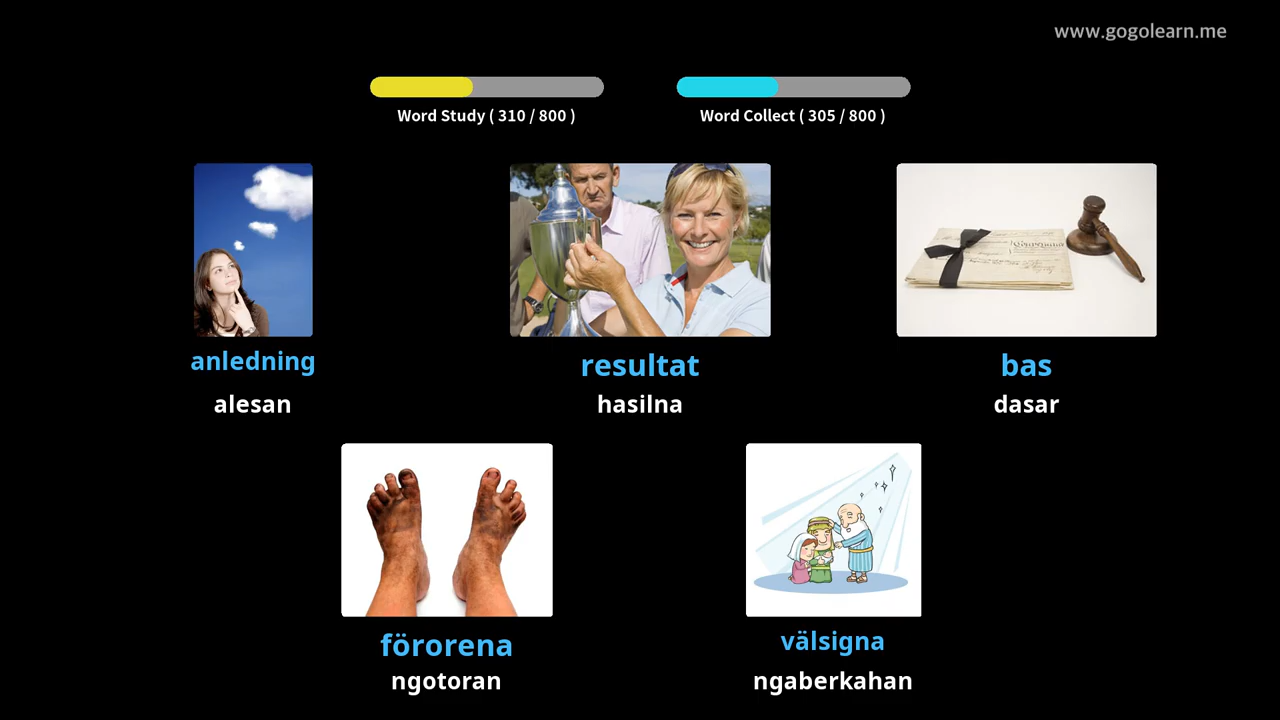 www.gogolearn.me
Word Study ( 310 / 800 )
Word Collect ( 305 / 800 )
anledning
alesan
resultat
hasilna
bas
dasar
förorena
ngotoran
välsigna
ngaberkahan